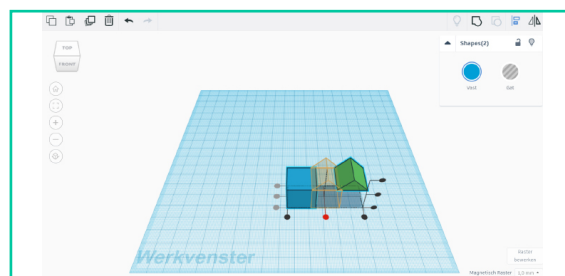 TOP
FRONT
Shapes(2)
Vast
Gat
Werkvenster
Raster
bewerken
Magnetisch Raster 1,0 mm